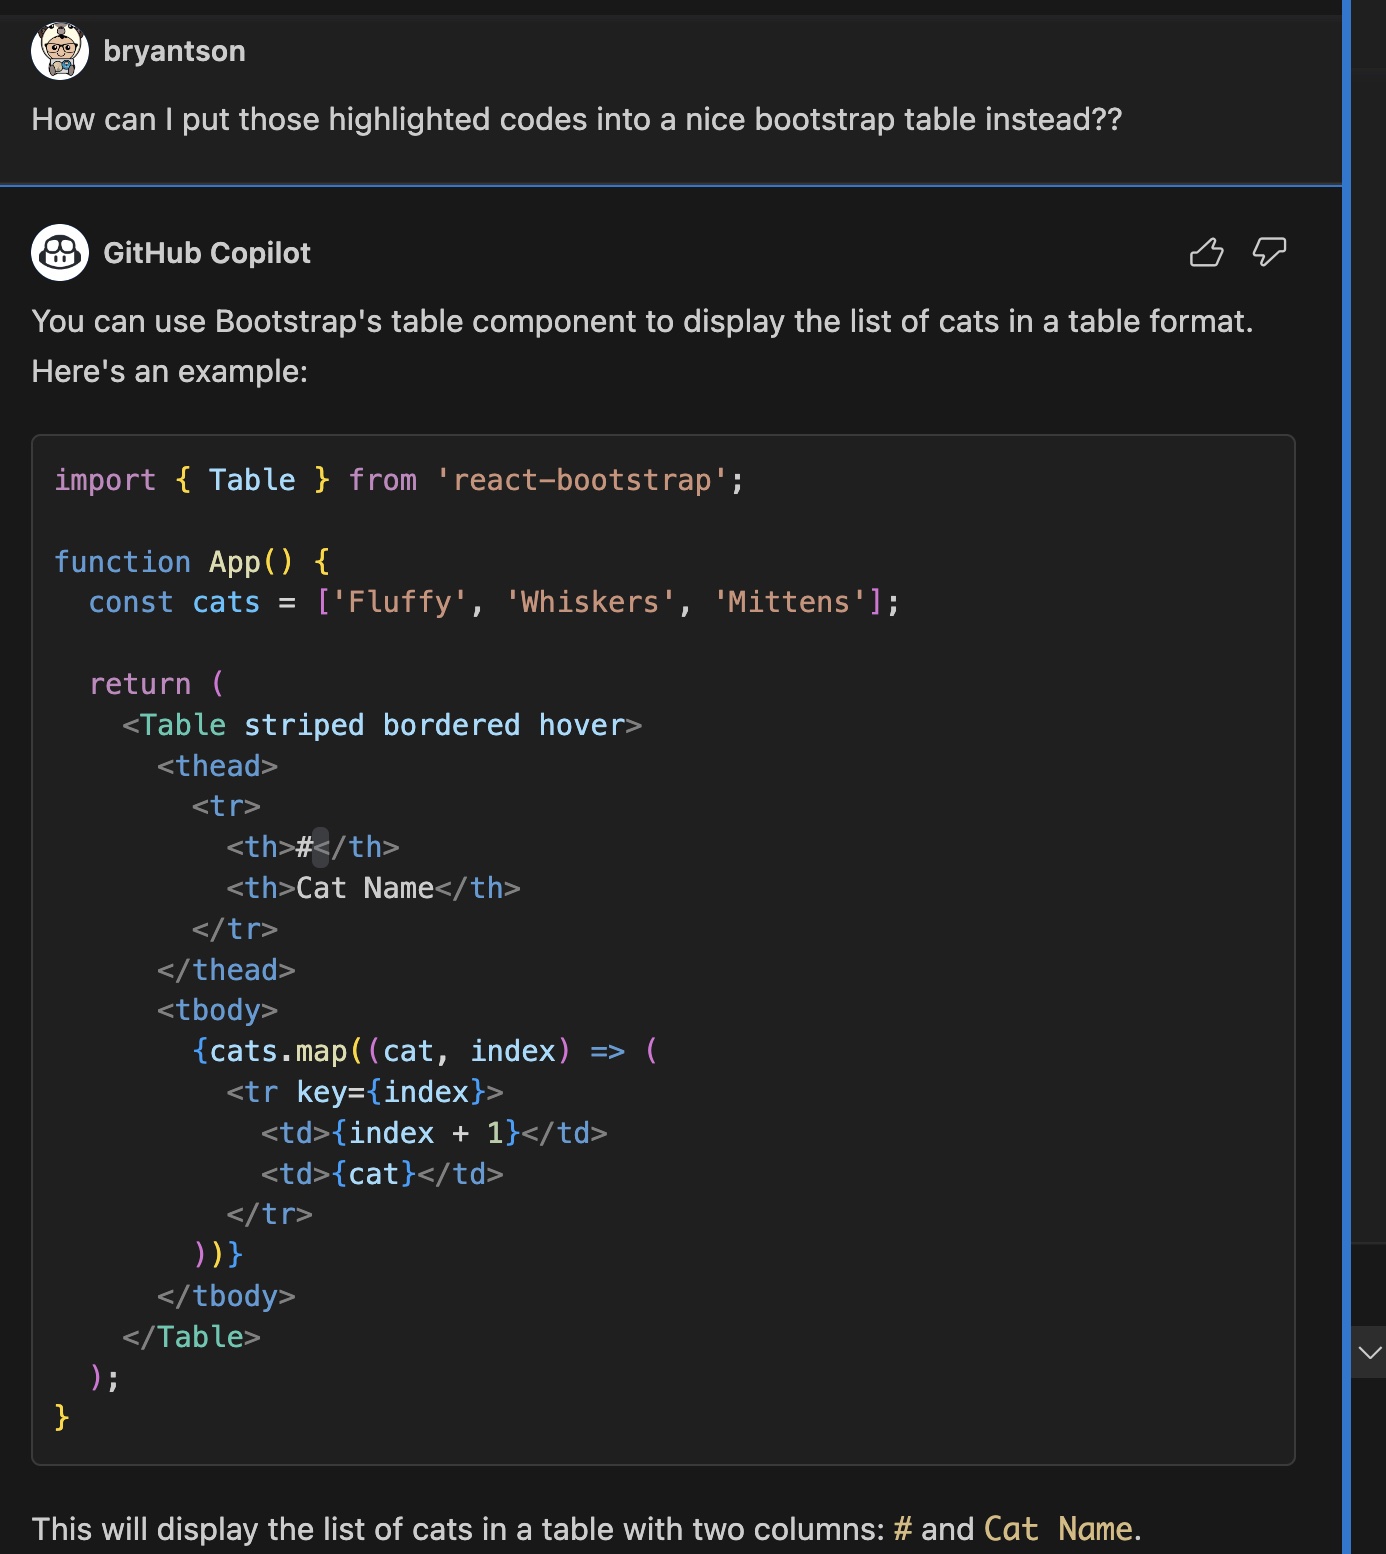 bryantson
How can I put those highlighted codes into a nice bootstrap table instead??
GitHub Copilot
You can use Bootstrap's table component to display the list of cats in a table format.
Here's an example:
import { Table } from 'react-bootstrap';
function App() {
  const cats = ['Fluffy', 'Whiskers', 'Mittens'];
  return (
    <Table striped bordered hover>
      <thead>
        <tr>
          <th>#</th>
          <th>Cat Name</th>
        </tr>
      </thead>
      <tbody>
        {cats.map((cat, index) => (
          <tr key={index}>
            <td>{index + 1}</td>
            <td>{cat}</td>
          </tr>
        ))}
      </tbody>
    </Table>
  );
}
This will display the list of cats in a table with two columns: # and Cat Name.